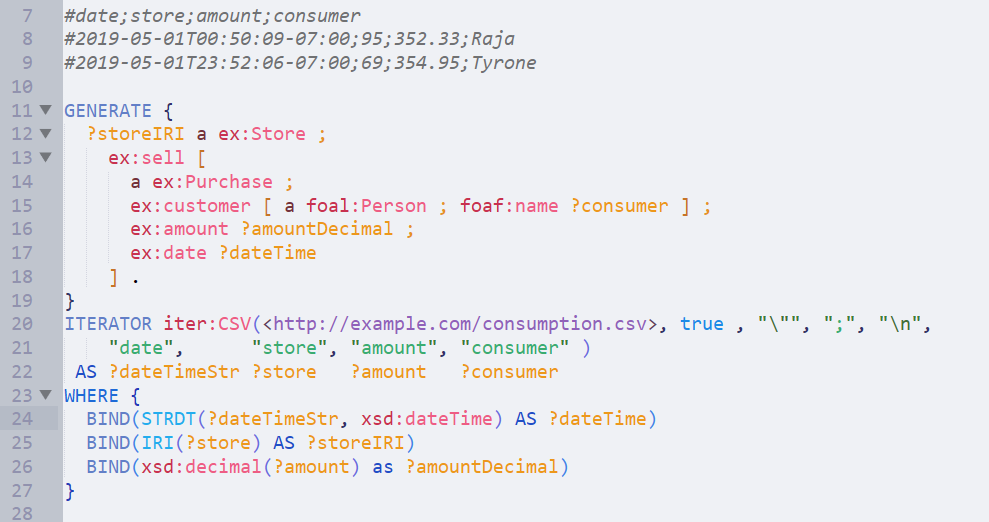 7 #date;store;amount;consumer
8 #2019-05-01T00:50:09-07:00;95;352.33;Raja
9 #2019-05-01T23:52:06-07:00;69;354.95;Tyrone
10
11 GENERATE {
12   ?storeIRI a ex:Store ;
13     ex:sell [
14       a ex:Purchase ;
15       ex:customer [ a foal:Person ; foaf:name ?consumer ] ;
16       ex:amount ?amountDecimal ;
17       ex:date ?dateTime
18     ] .
19 }
20 ITERATOR iter:CSV(<http://example.com/consumption.csv>, true , "\"", ";", "\n",
21     "date",      "store", "amount", "consumer" )
22  AS ?dateTimeStr ?store   ?amount   ?consumer
23 WHERE {
24   BIND(STRDT(?dateTimeStr, xsd:dateTime) AS ?dateTime)
25   BIND(IRI(?store) AS ?storeIRI)
26   BIND(xsd:decimal(?amount) as ?amountDecimal)
27 }
28